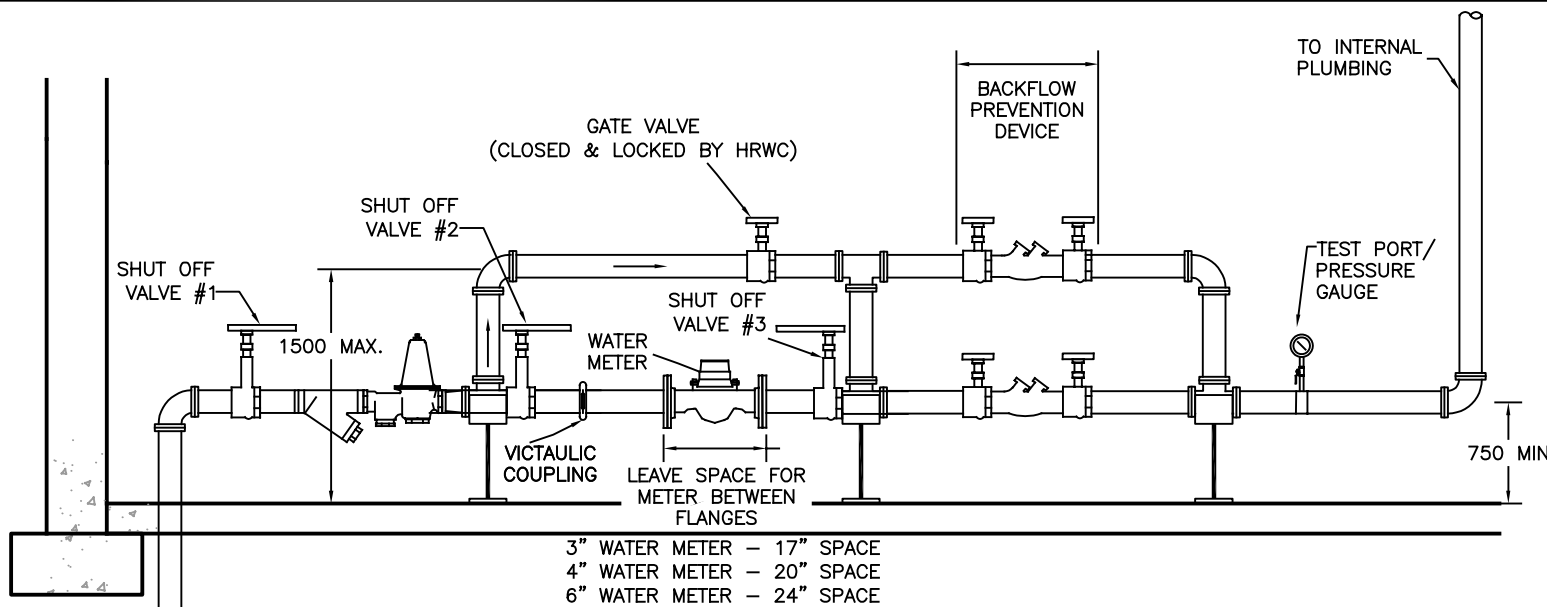 TO INTERNAL
PLUMBING
BACKFLOW
PREVENTION
DEVICE
GATE VALVE
(CLOSED & LOCKED BY HRWC)
SHUT OFF
VALVE #2
SHUT OFF
VALVE #1
TEST PORT/
PRESSURE
GAUGE
SHUT OFF
VALVE #3
1500 MAX.
WATER
METER
VICTAULIC
COUPLING
750 MIN
LEAVE SPACE FOR
METER BETWEEN
FLANGES
3" WATER METER – 17" SPACE
4" WATER METER – 20" SPACE
6" WATER METER – 24" SPACE